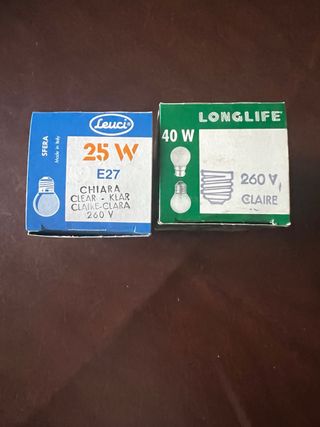 Leuci
SFERA
Made in Italy
25 W
E27
CHIARA
CLEAR - KLAR
CLAIRE-CLARA
260 V
LONGLIFE
40 W
260 V
CLAIRE